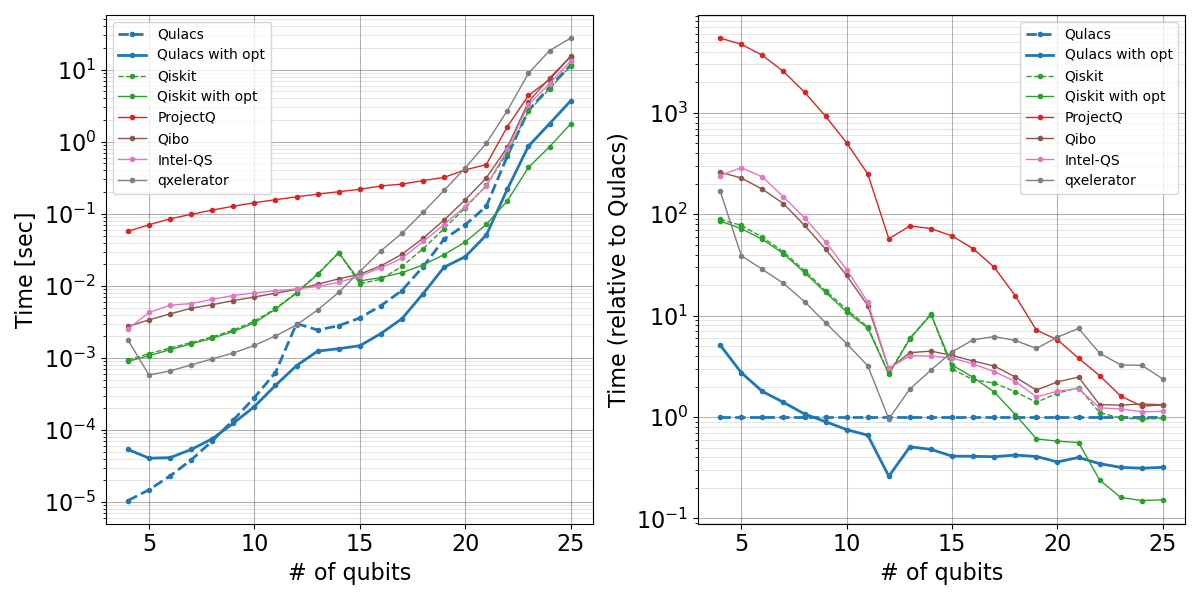 Time [sec]
10^1
10^0
10^-1
10^-2
10^-3
10^-4
10^-5
Qulacs
Qulacs with opt
Qiskit
Qiskit with opt
ProjectQ
Qibo
Intel-QS
qxelerator
5 10 15 20 25
# of qubits
Time (relative to Qulacs)
10^3
10^2
10^1
10^0
10^-1
Qulacs
Qulacs with opt
Qiskit
Qiskit with opt
ProjectQ
Qibo
Intel-QS
qxelerator
5 10 15 20 25
# of qubits